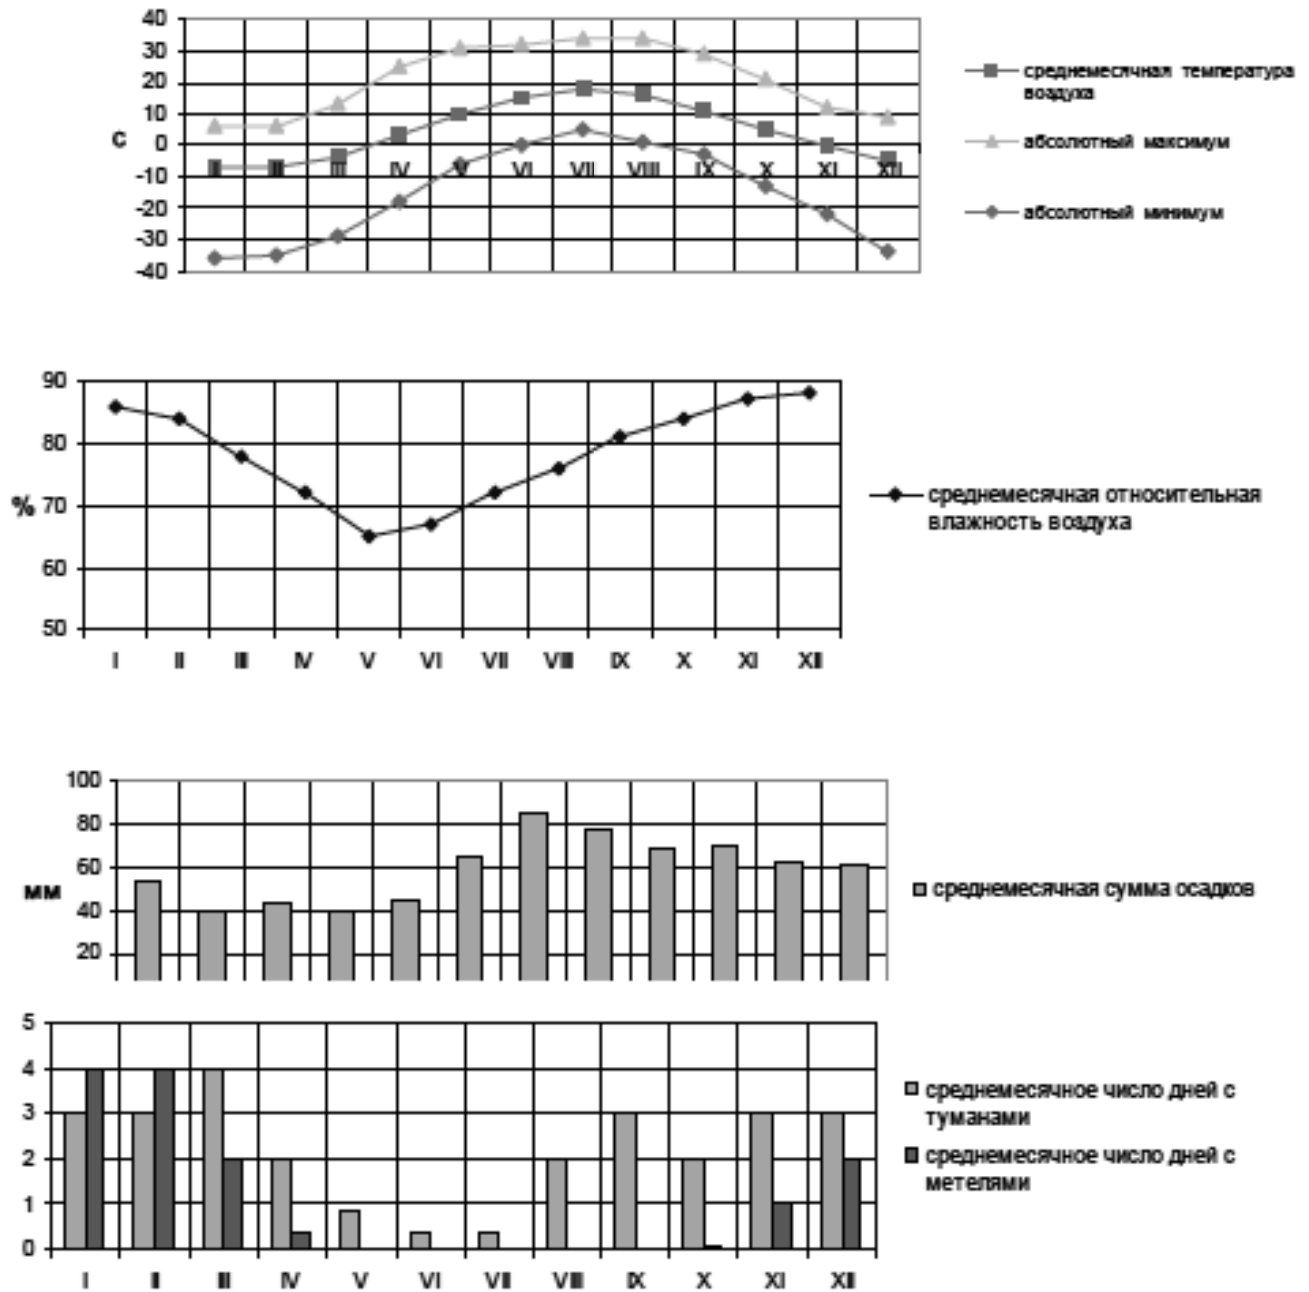 40
30
20
10
0
-10
-20
-30
-40
С
I II III IV V VI VII VIII IX X XI XII
среднемесячная температура
воздуха
абсолютный максимум
абсолютный минимум
90
80
70
60
50
%
I II III IV V VI VII VIII IX X XI XII
среднемесячная относительная
влажность воздуха
100
80
60
40
20
мм
среднемесячная сумма осадков
5
4
3
2
1
0
I II III IV V VI VII VIII IX X XI XII
среднемесячное число дней с
туманами
среднемесячное число дней с
метелями